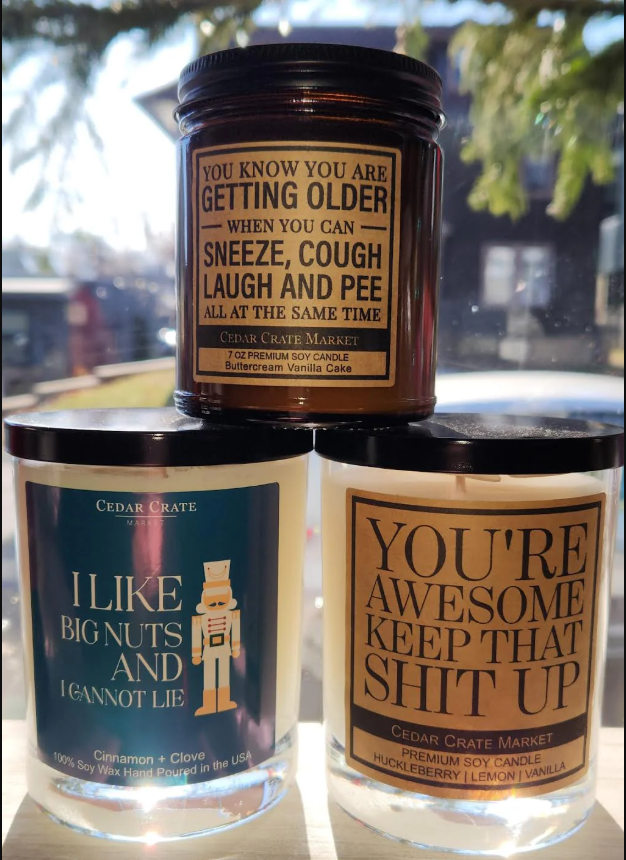 YOU KNOW YOU ARE
GETTING OLDER
WHEN YOU CAN
SNEEZE, COUGH
LAUGH AND PEE
ALL AT THE SAME TIME
CEDAR CRATE MARKET
7 OZ PREMIUM SOY CANDLE
Buttercream Vanilla Cake
CEDAR CRATE
MARKET
I LIKE
BIG NUTS
AND
I CANNOT LIE
Cinnamon + Clove
100% Soy Wax Hand Poured in the USA
YOU'RE
AWESOME
KEEP THAT
SHIT UP
CEDAR CRATE MARKET
PREMIUM SOY CANDLE
HUCKLEBERRY | LEMON | VANILLA